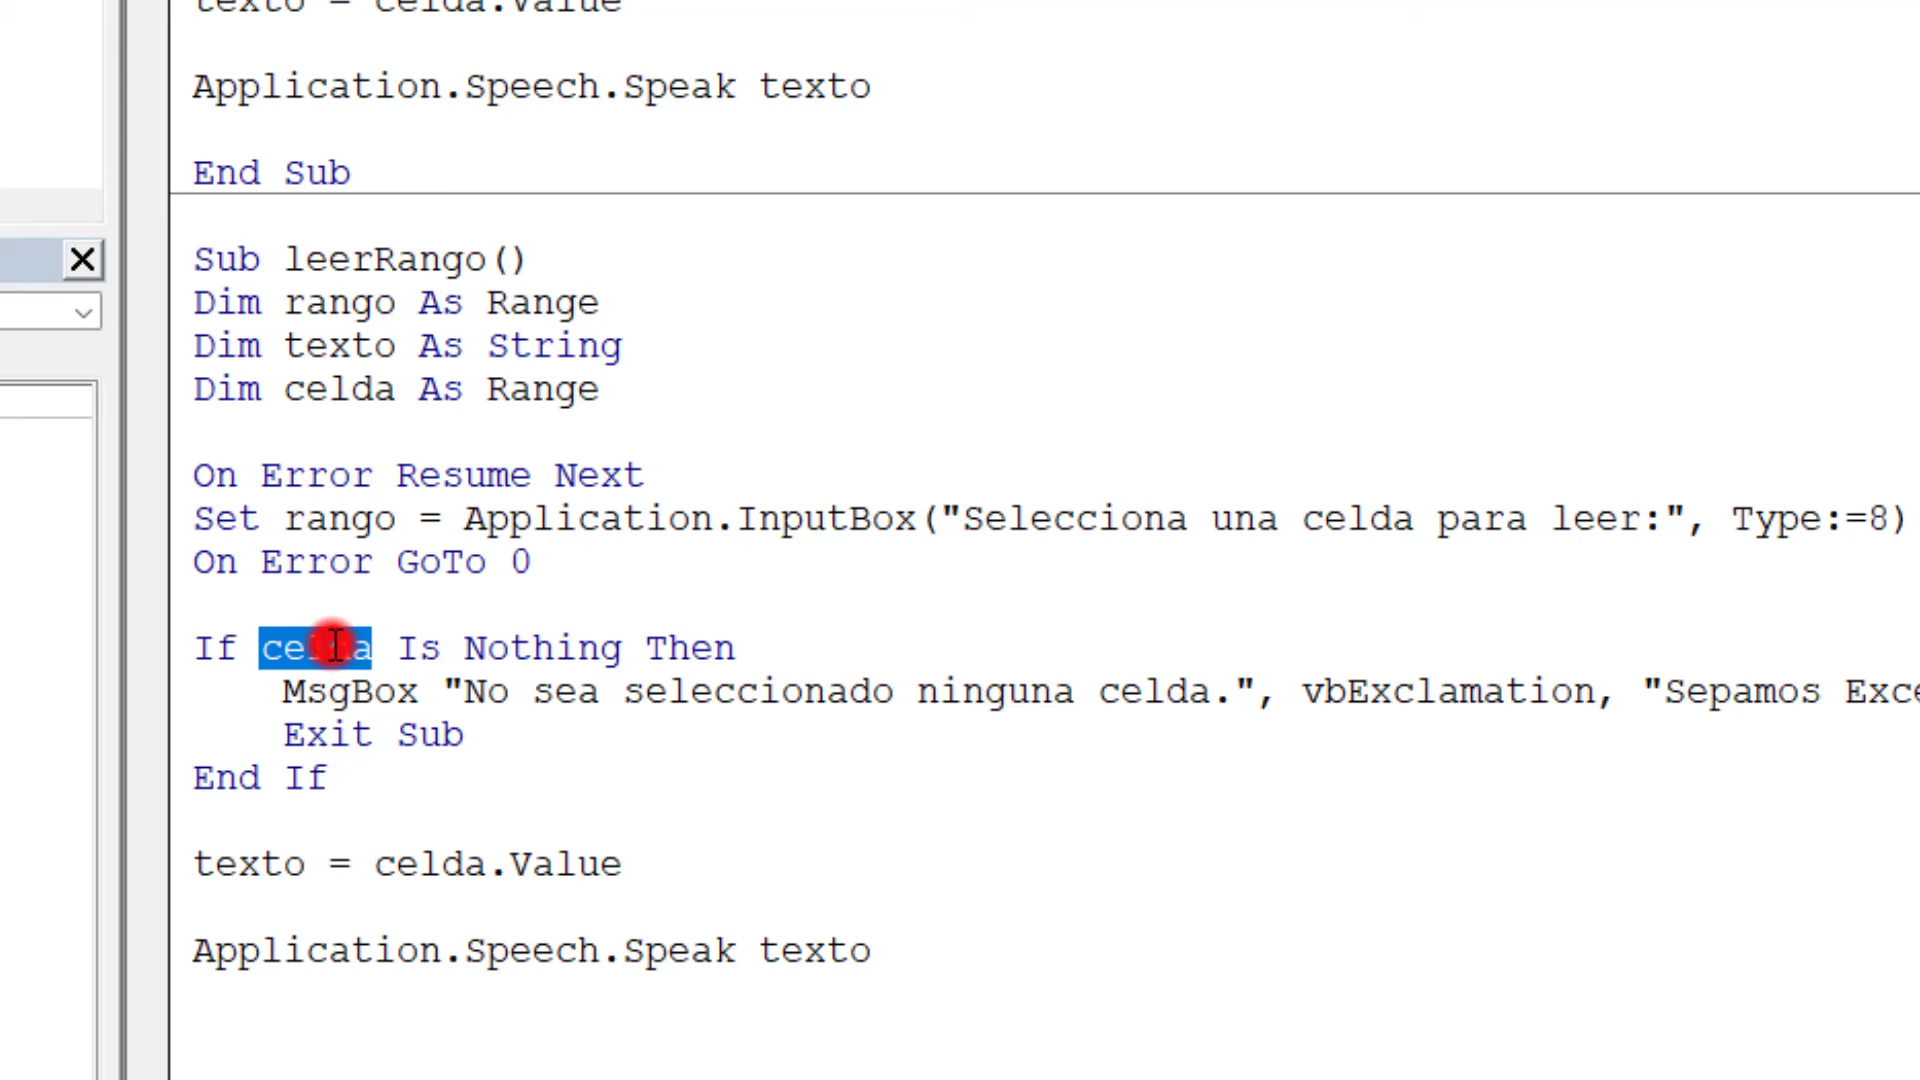 texto = celda.Value
Application.Speech.Speak texto
End Sub
Sub leerRango()
Dim rango As Range
Dim texto As String
Dim celda As Range
On Error Resume Next
Set rango = Application.InputBox("Selecciona una celda para leer:", Type:=8)
On Error GoTo 0
If celda Is Nothing Then
MsgBox "No sea seleccionado ninguna celda.", vbExclamation, "Sepamos Exce
Exit Sub
End If
texto = celda.Value
Application.Speech.Speak texto